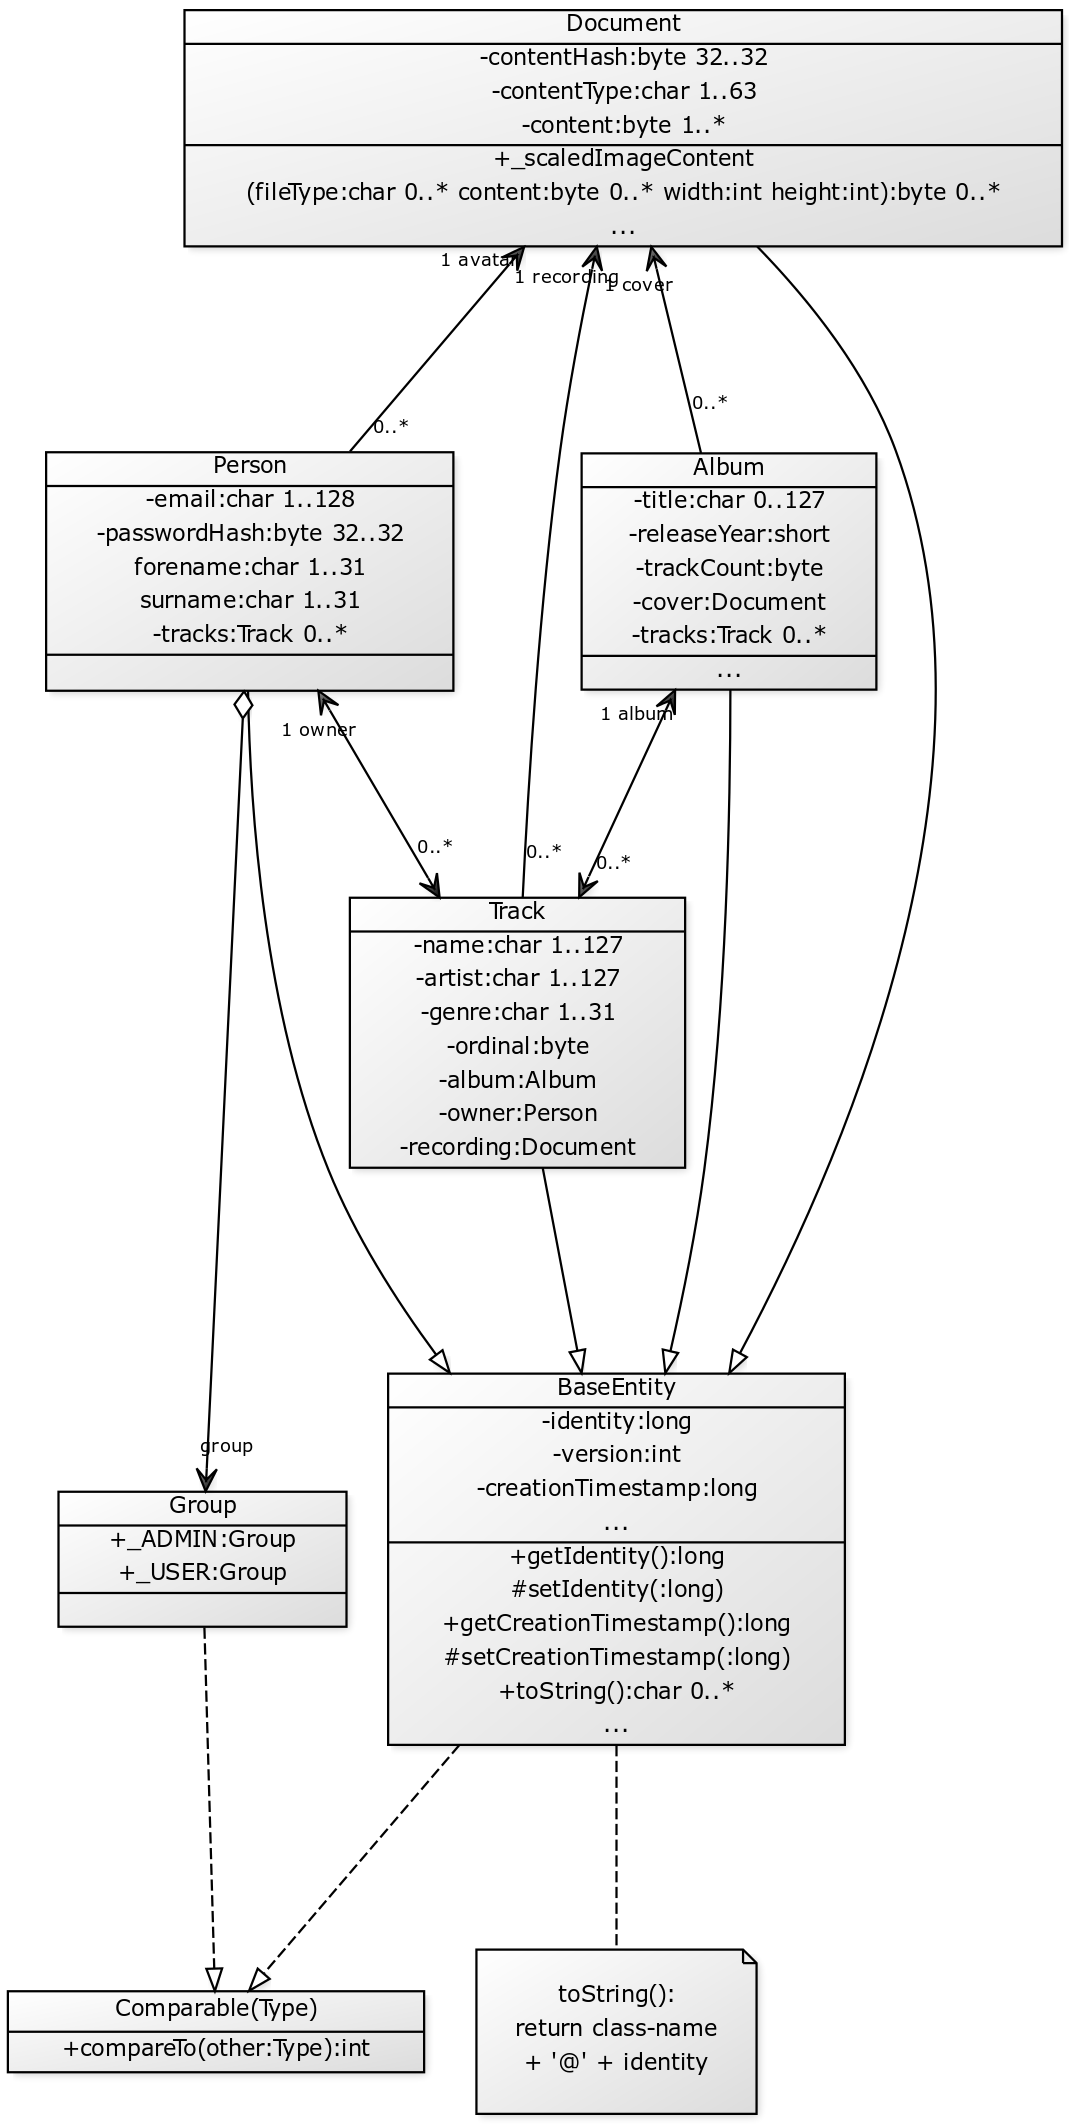 Document
-contentHash:byte 32..32
-contentType:char 1..63
-content:byte 1..*
+_scaledImageContent
(fileType:char 0..* content:byte 0..* width:int height:int):byte 0..*
...
1 avatar
1 recording
1 cover
0..*
0..*
Person
-email:char 1..128
-passwordHash:byte 32..32
forename:char 1..31
surname:char 1..31
-tracks:Track 0..*
Album
-title:char 0..127
-releaseYear:short
-trackCount:byte
-cover:Document
-tracks:Track 0..*
...
1 owner
1 album
0..*
0..*
0..*
Track
-name:char 1..127
-artist:char 1..127
-genre:char 1..31
-ordinal:byte
-album:Album
-owner:Person
-recording:Document
BaseEntity
-identity:long
-version:int
-creationTimestamp:long
...
+getIdentity():long
#setIdentity(:long)
+getCreationTimestamp():long
#setCreationTimestamp(:long)
+toString():char 0..*
...
group
Group
+_ADMIN:Group
+_USER:Group
Comparable(Type)
+compareTo(other:Type):int
toString():
return class-name
+ '@' + identity